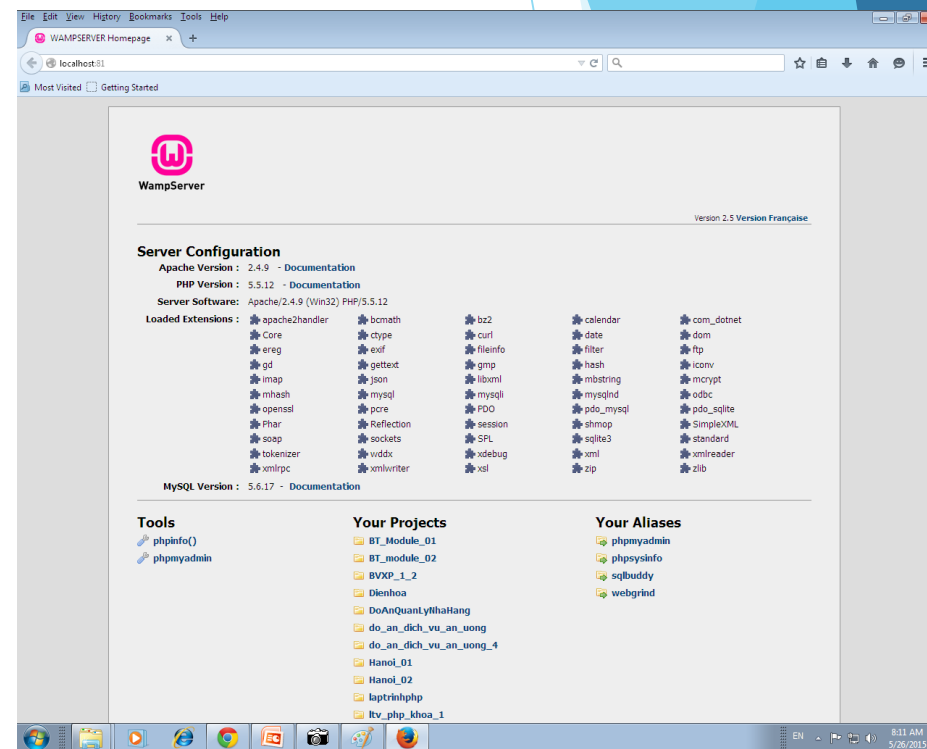 File Edit View History Bookmarks Tools Help
WAMPSERVER Homepage × +
localhost:81
Most Visited Getting Started
WampServer
Version 2.5 Version Française
Server Configuration
Apache Version : 2.4.9 - Documentation
PHP Version : 5.5.12 - Documentation
Server Software: Apache/2.4.9 (Win32) PHP/5.5.12
Loaded Extensions : apache2handler bcmath bz2 calendar com_dotnet
Core ctype curl date dom
ereg exif fileinfo filter ftp
gd gettext gmp hash iconv
imap json libxml mbstring mcrypt
mhash mysql mysqli mysqlnd odbc
openssl pcre PDO pdo_mysql pdo_sqlite
Phar Reflection session shmop SimpleXML
soap sockets SPL sqlite3 standard
tokenizer wddx xdebug xml xmlreader
xmlrpc xmlwriter xsl zip zlib
MySQL Version : 5.6.17 - Documentation
Tools Your Projects Your Aliases
phpinfo() BT_Module_01 phpmyadmin
phpmyadmin BT_module_02 phpsysinfo
BVXP_1_2 sqlbuddy
Dienhoa webgrind
DoAnQuanLyNhaHang
do_an_dich_vu_an_uong
do_an_dich_vu_an_uong_4
Hanoi_01
Hanoi_02
laptrinhphp
ltv_php_khoa_1
EN 8:11 AM
5/26/2015